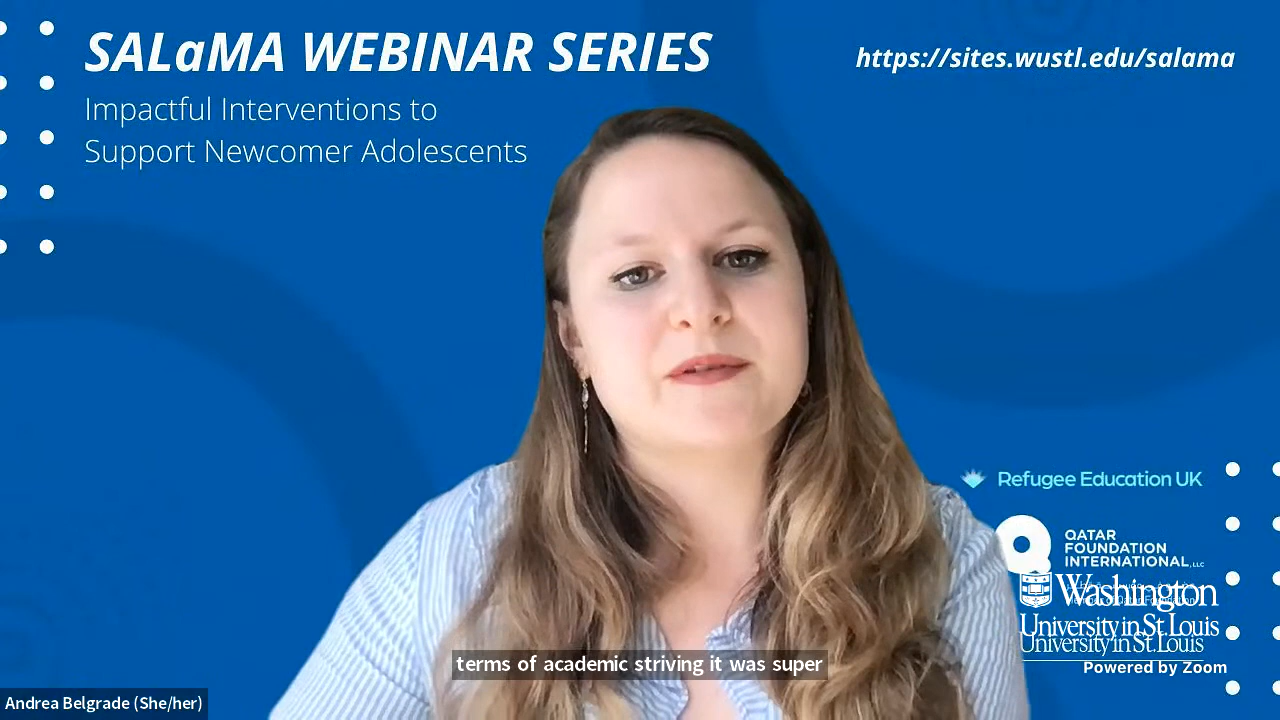 SALaMA WEBINAR SERIES
https://sites.wustl.edu/salama
Impactful Interventions to
Support Newcomer Adolescents
Refugee Education UK
QATAR
FOUNDATION
INTERNATIONAL, LLC
Washington
University in St. Louis
University in St. Louis
terms of academic striving it was super
Powered by Zoom
Andrea Belgrade (She/her)